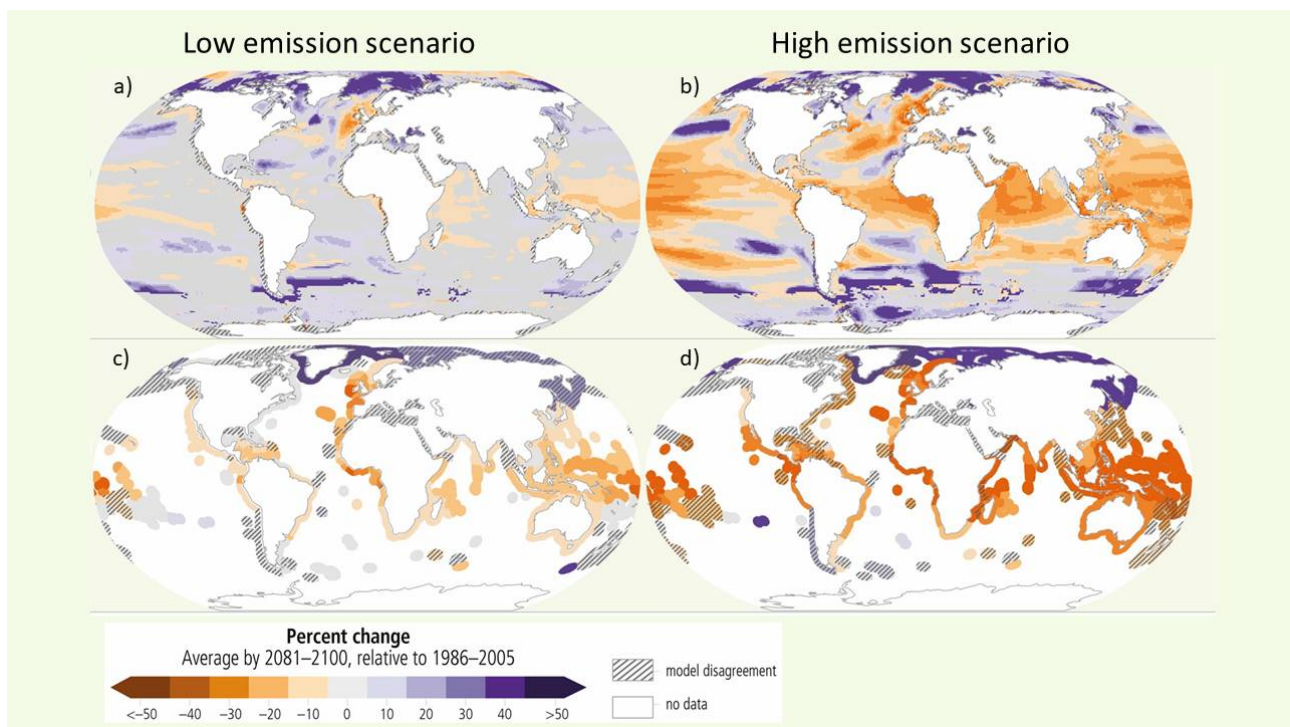 Low emission scenario
High emission scenario
a)
b)
c)
d)
Percent change
Average by 2081–2100, relative to 1986–2005
<–50 –40 –30 –20 –10 0 10 20 30 40 >50
model disagreement
no data